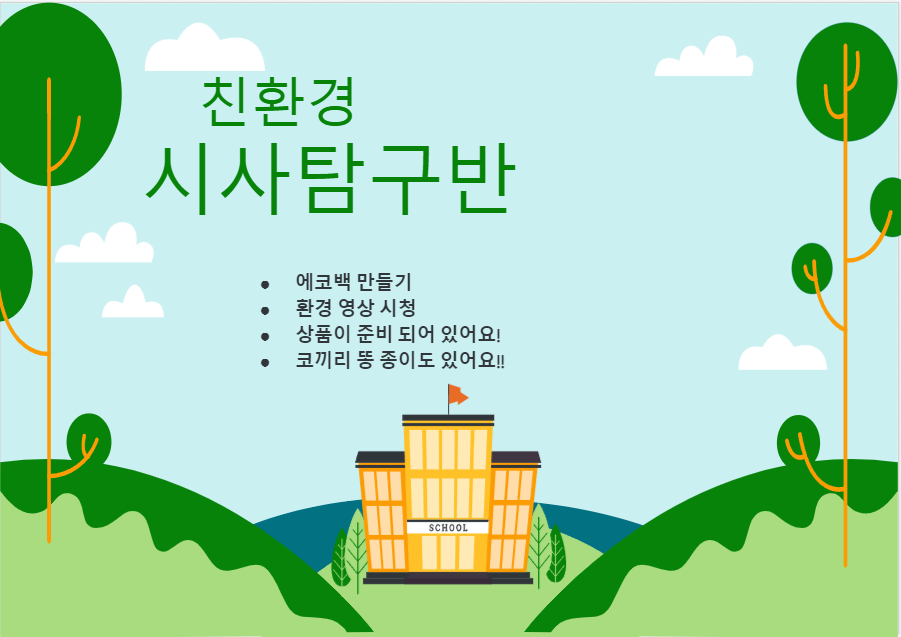 친환경
시사탐구반
● 에코백 만들기
● 환경 영상 시청
● 상품이 준비 되어 있어요!
● 코끼리 똥 종이도 있어요!!
SCHOOL